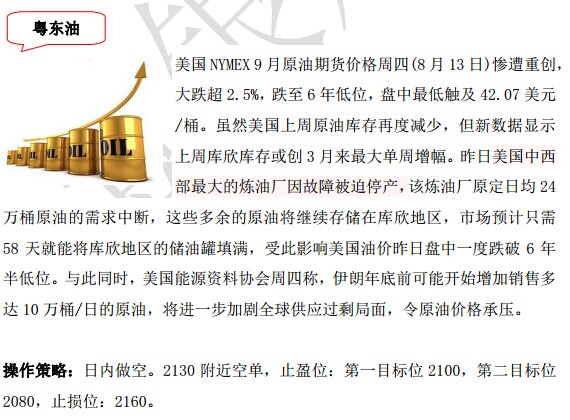 粤东油
美国 NYMEX 9 月原油期货价格周四(8 月 13 日)惨遭重创，
大跌超 2.5%，跌至 6 年低位，盘中最低触及 42.07 美元
/桶。虽然美国上周原油库存再度减少，但新数据显示
上周库欣库存或创 3 月来最大单周增幅。昨日美国中西
部最大的炼油厂因故障被迫停产，该炼油厂原定日均 24
万桶原油的需求中断，这些多余的原油将继续存储在库欣地区，市场预计只需
58 天就能将库欣地区的储油罐填满，受此影响美国油价昨日盘中一度跌破 6 年
半低位。与此同时，美国能源资料协会周四称，伊朗年底前可能开始增加销售多
达 10 万桶/日的原油，将进一步加剧全球供应过剩局面，令原油价格承压。
操作策略：日内做空。2130 附近空单，止盈位：第一目标位 2100，第二目标位
2080，止损位：2160。
OIL OIL